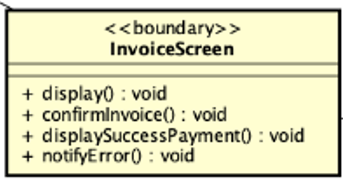 <<boundary>>
InvoiceScreen
+ display() : void
+ confirmInvoice() : void
+ displaySuccessPayment() : void
+ notifyError() : void